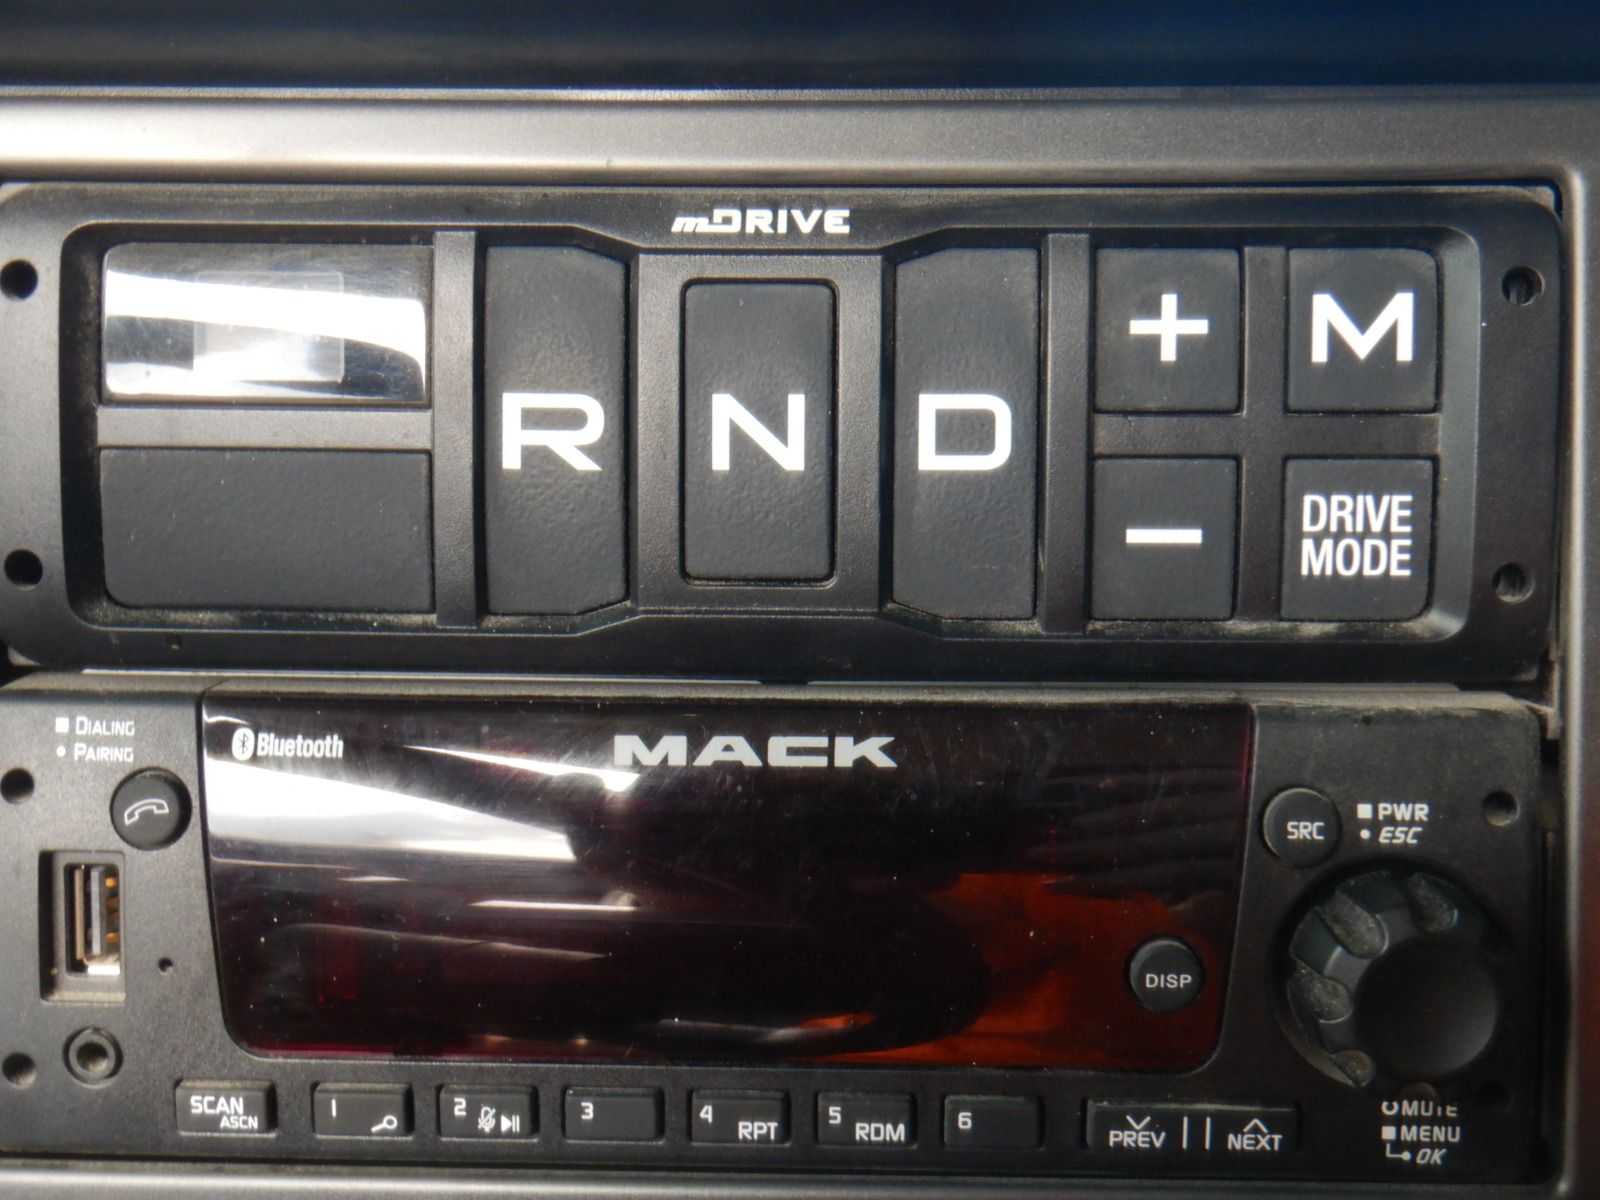 mDRIVE
R N D + M
− DRIVE
MODE
DIALING
PAIRING
Bluetooth
MACK
SRC
PWR
ESC
DISP
SCAN
ASCN
1
2
3
4 RPT
5 RDM
6
PREV
NEXT
MUTE
MENU
OK